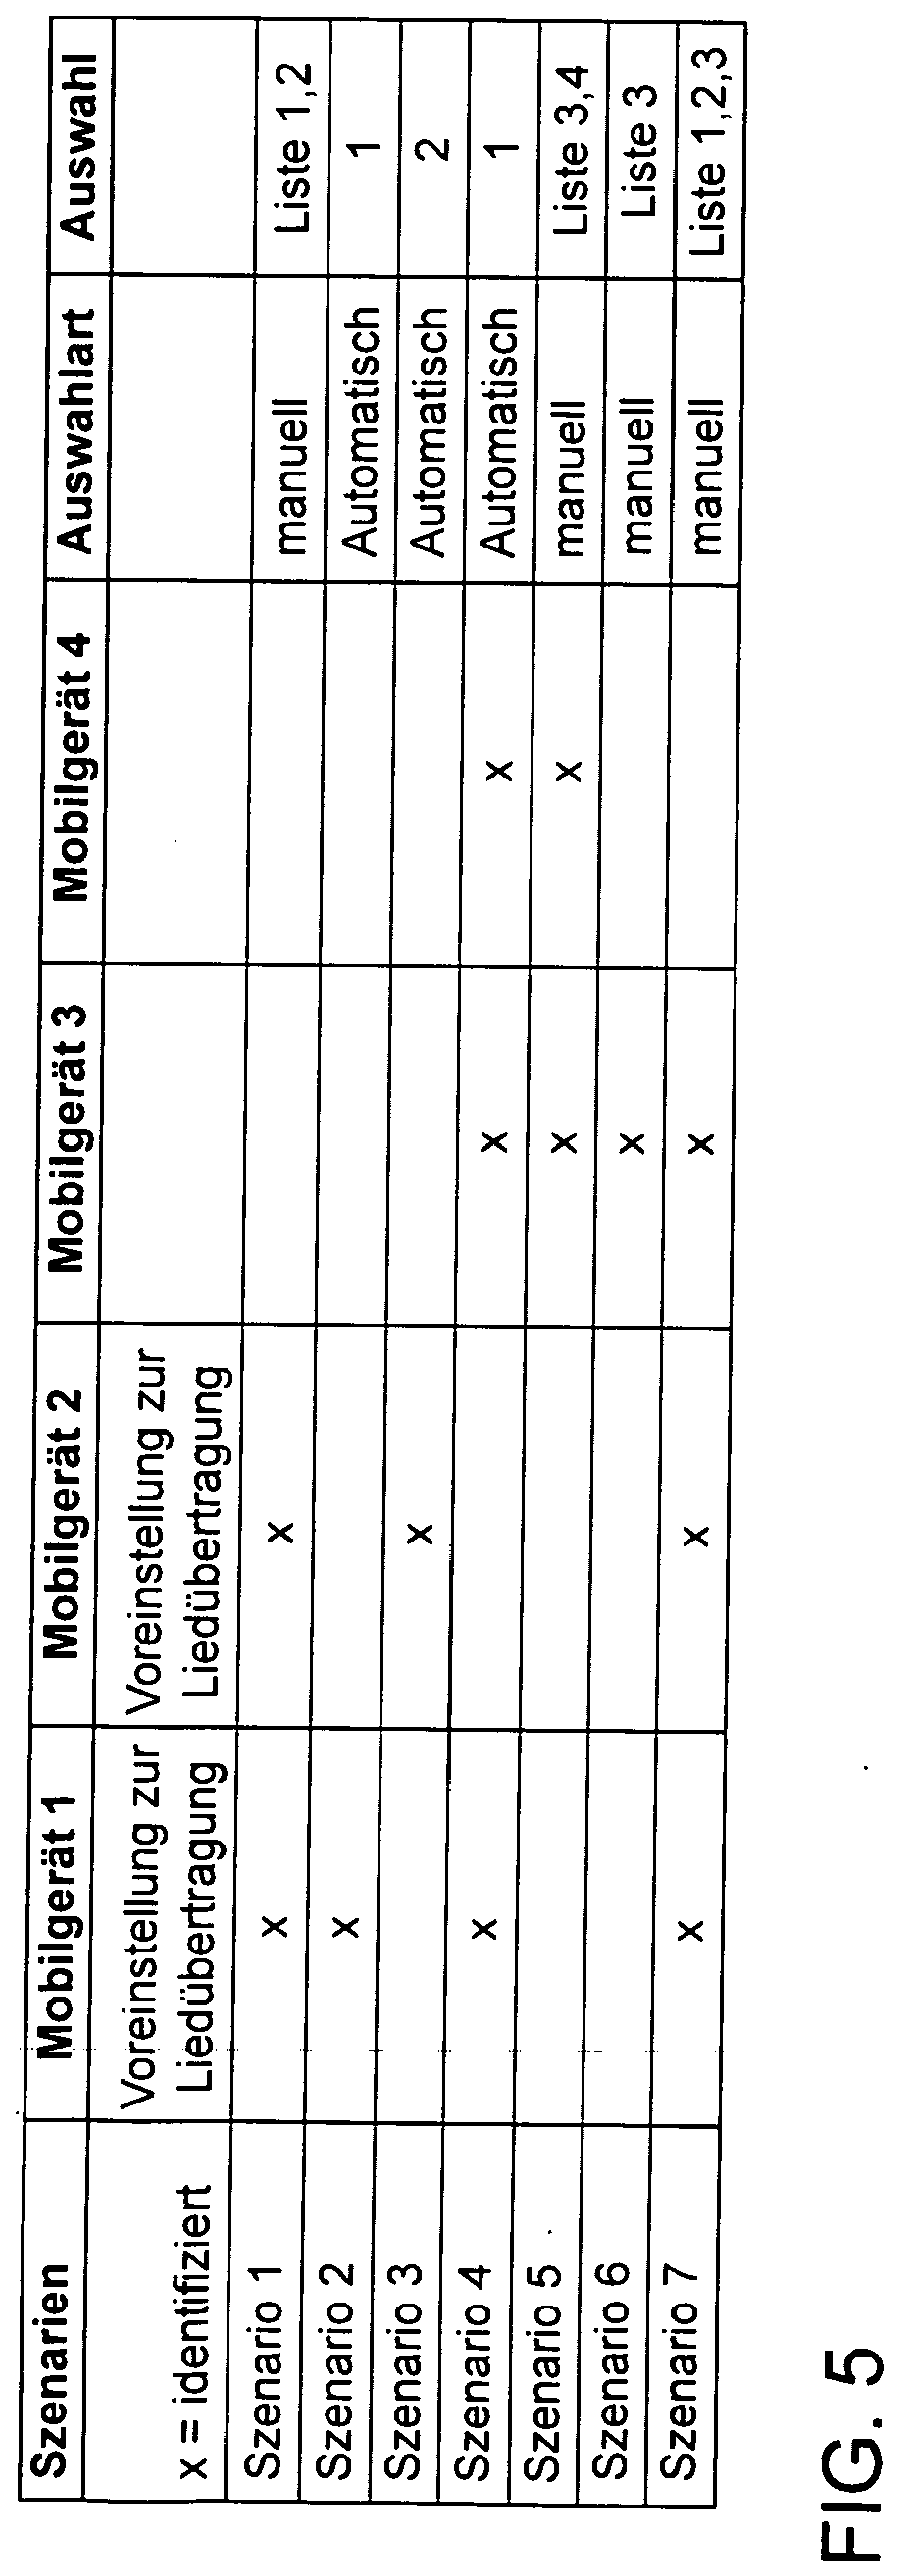 Szenarien Mobilgerät 1 Mobilgerät 2 Mobilgerät 3 Mobilgerät 4 Auswahlart Auswahl
x = identifiziert Voreinstellung zur Liedübertragung Voreinstellung zur Liedübertragung
Szenario 1 x x manuell Liste 1,2
Szenario 2 x Automatisch 1
Szenario 3 x Automatisch 2
Szenario 4 x x x Automatisch 1
Szenario 5 x x manuell Liste 3,4
Szenario 6 x manuell Liste 3
Szenario 7 x x x manuell Liste 1,2,3
FIG. 5